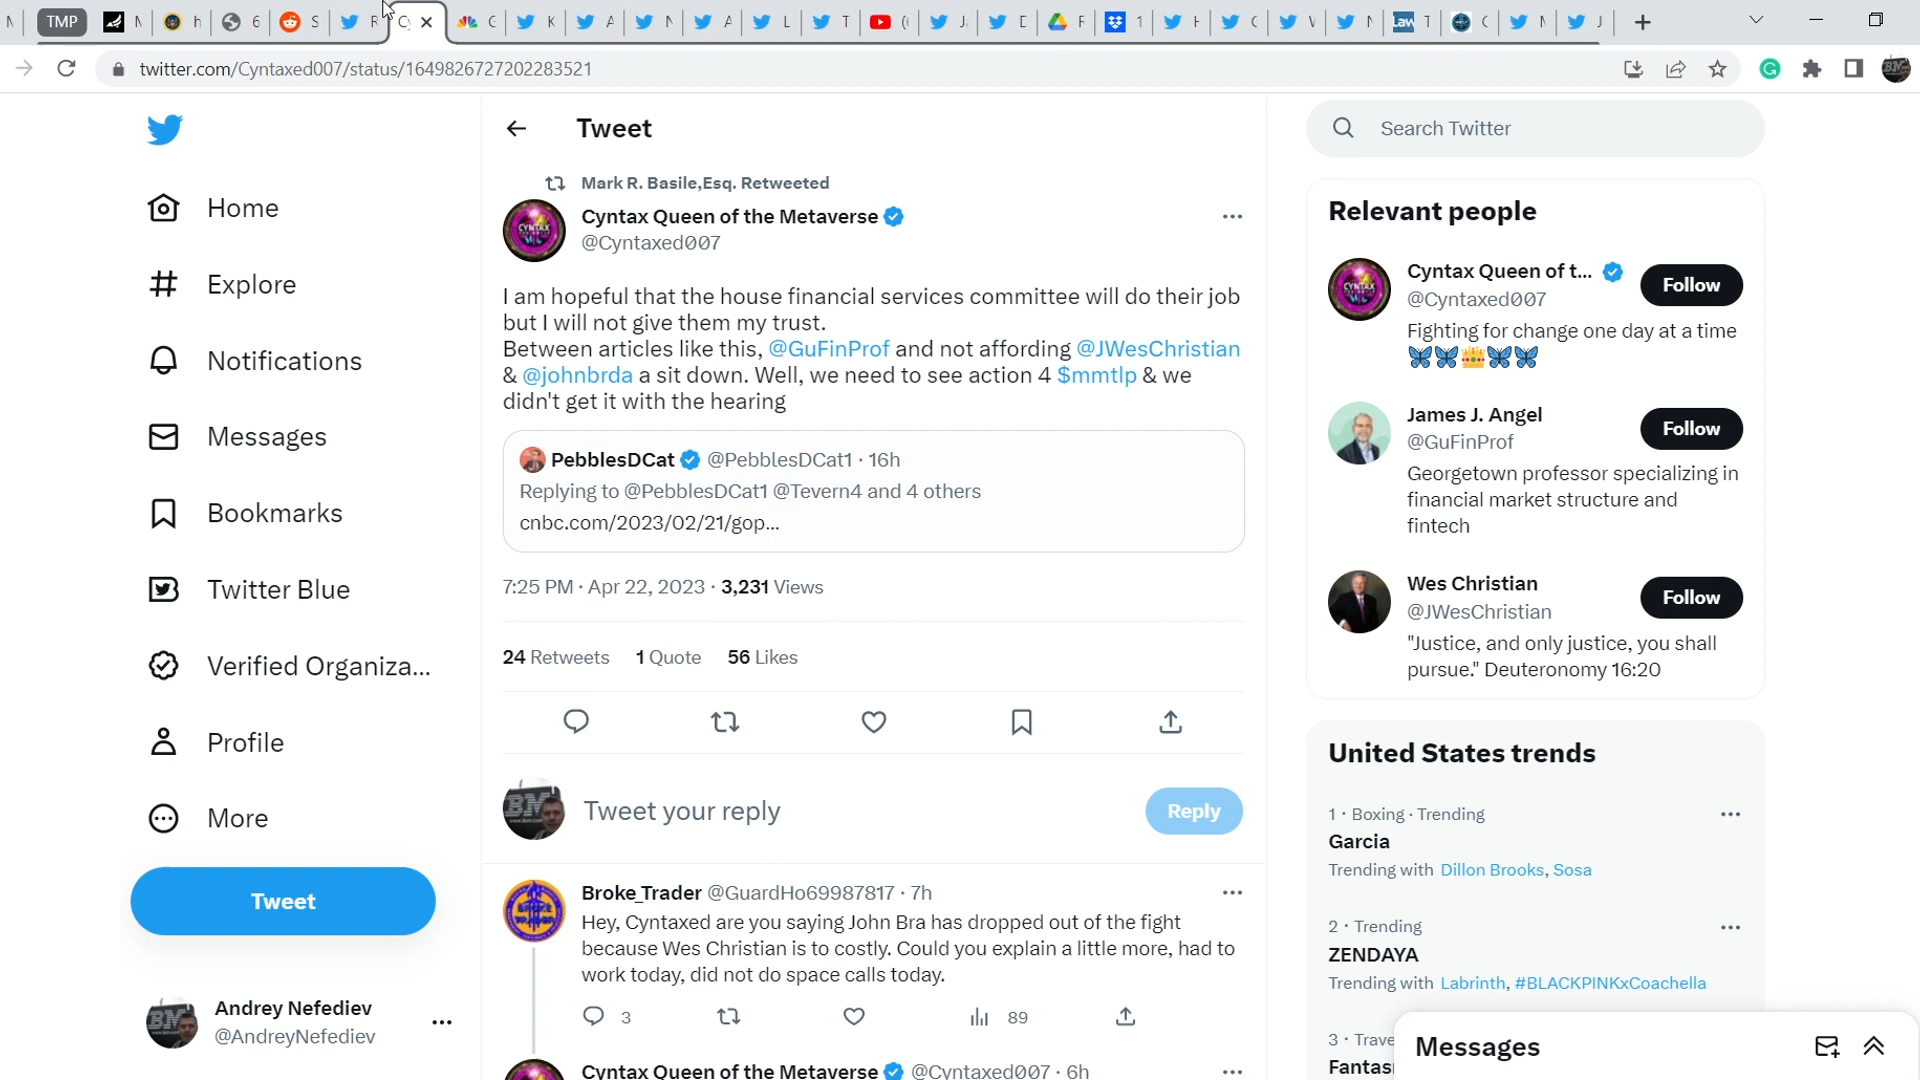 TMP
twitter.com/Cyntaxed007/status/1649826727202283521
Tweet
Search Twitter
Mark R. Basile,Esq. Retweeted
Cyntax Queen of the Metaverse
@Cyntaxed007
I am hopeful that the house financial services committee will do their job
but I will not give them my trust.
Between articles like this, @GuFinProf and not affording @JWesChristian
& @johnbrda a sit down. Well, we need to see action 4 $mmtlp & we
didn't get it with the hearing
PebblesDCat @PebblesDCat1 · 16h
Replying to @PebblesDCat1 @Tevern4 and 4 others
cnbc.com/2023/02/21/gop...
7:25 PM · Apr 22, 2023 · 3,231 Views
24 Retweets 1 Quote 56 Likes
Tweet your reply
Reply
Broke_Trader @GuardHo69987817 · 7h
Hey, Cyntaxed are you saying John Bra has dropped out of the fight
because Wes Christian is to costly. Could you explain a little more, had to
work today, did not do space calls today.
3
89
Cyntax Queen of the Metaverse @Cyntaxed007 · 6h
Home
Explore
Notifications
Messages
Bookmarks
Twitter Blue
Verified Organiza...
Profile
More
Tweet
Andrey Nefediev
@AndreyNefediev
Relevant people
Cyntax Queen of t...
@Cyntaxed007
Follow
Fighting for change one day at a time
James J. Angel
@GuFinProf
Follow
Georgetown professor specializing in
financial market structure and
fintech
Wes Christian
@JWesChristian
Follow
"Justice, and only justice, you shall
pursue." Deuteronomy 16:20
United States trends
1 · Boxing · Trending
Garcia
Trending with Dillon Brooks, Sosa
2 · Trending
ZENDAYA
Trending with Labrinth, #BLACKPINKxCoachella
3 · Trave
Fantas
Messages